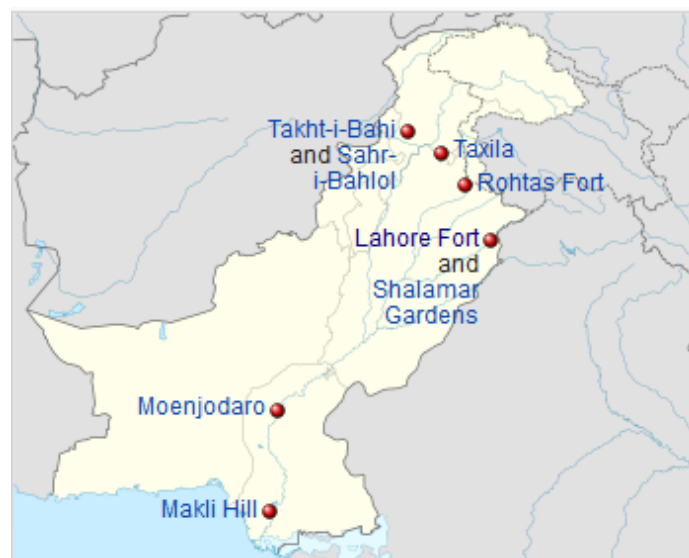 Takht-i-Bahi
and Sahr-
i-Bahlol
Taxila
Rohtas Fort
Lahore Fort
and
Shalamar
Gardens
Moenjodaro
Makli Hill